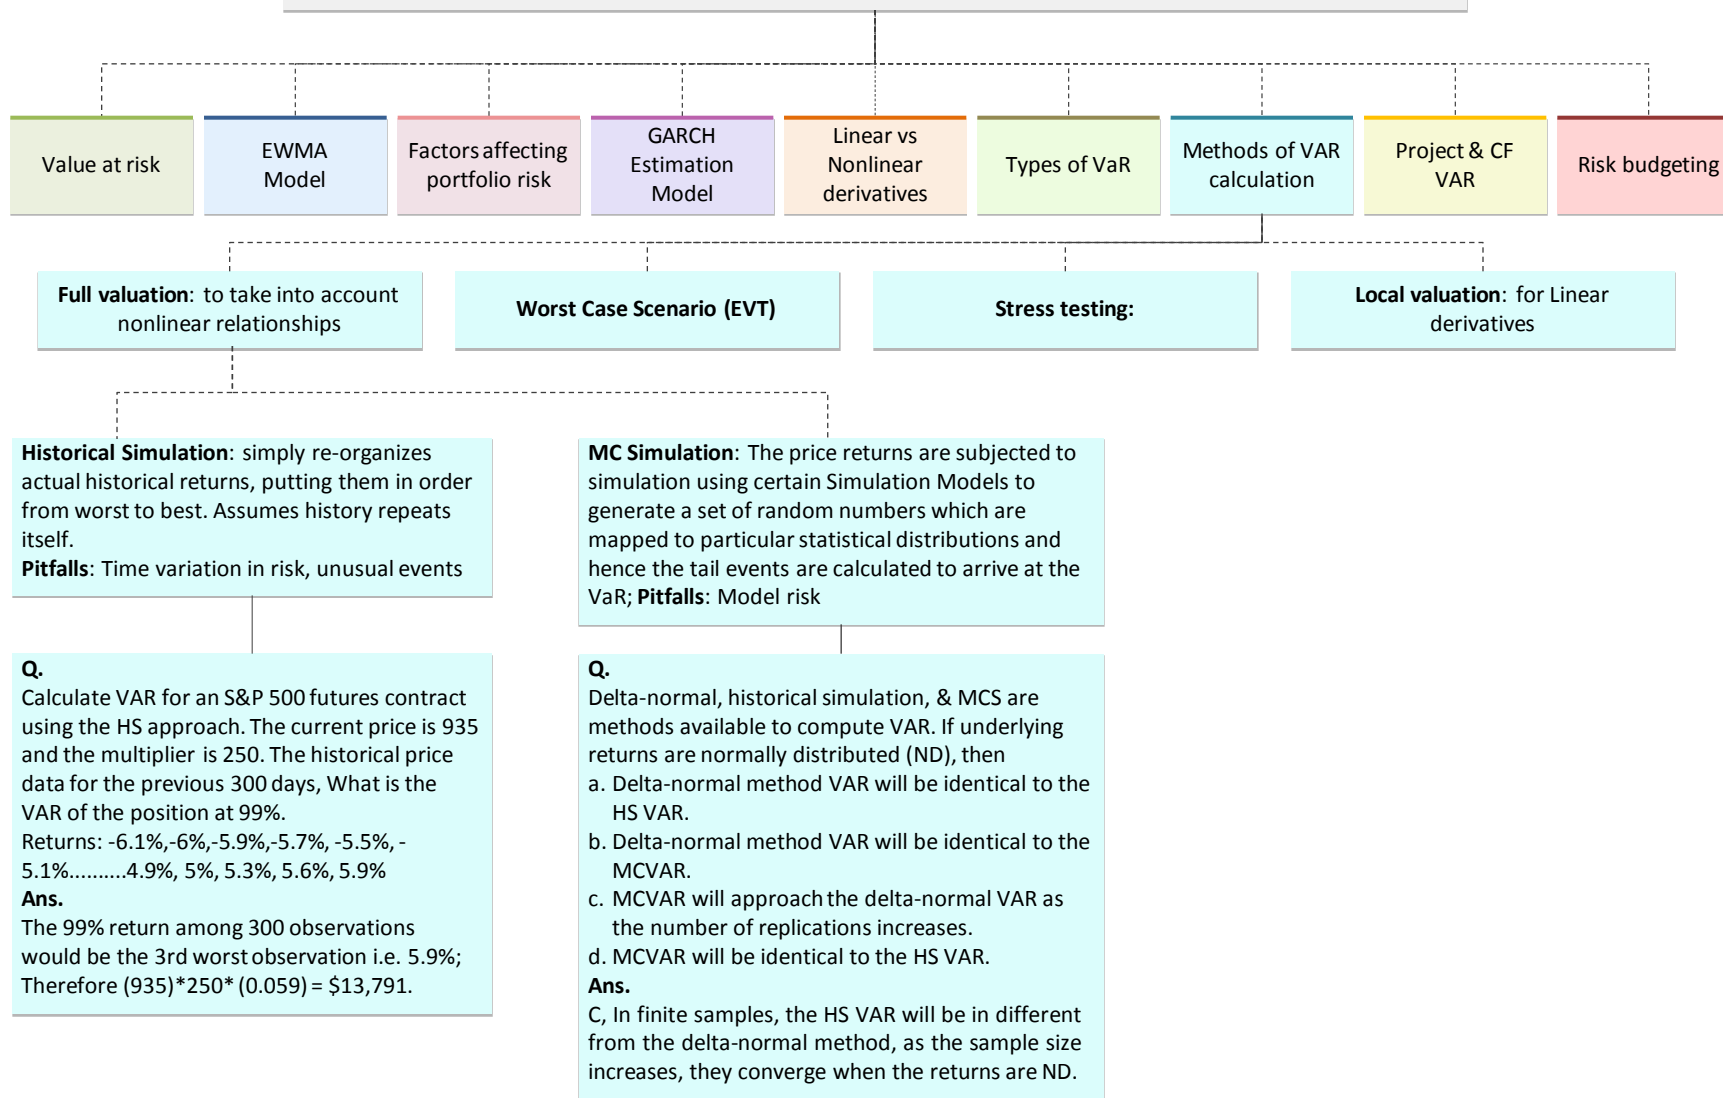 Value at risk
EWMA
Model
Factors affecting
portfolio risk
GARCH
Estimation
Model
Linear vs
Nonlinear
derivatives
Types of VaR
Methods of VAR
calculation
Project & CF
VAR
Risk budgeting
Full valuation: to take into account
nonlinear relationships
Worst Case Scenario (EVT)
Stress testing:
Local valuation: for Linear
derivatives
Historical Simulation: simply re-organizes
actual historical returns, putting them in order
from worst to best. Assumes history repeats
itself.
Pitfalls: Time variation in risk, unusual events
MC Simulation: The price returns are subjected to
simulation using certain Simulation Models to
generate a set of random numbers which are
mapped to particular statistical distributions and
hence the tail events are calculated to arrive at the
VaR; Pitfalls: Model risk
Q.
Calculate VAR for an S&P 500 futures contract
using the HS approach. The current price is 935
and the multiplier is 250. The historical price
data for the previous 300 days, What is the
VAR of the position at 99%.
Returns: -6.1%,-6%,-5.9%,-5.7%, -5.5%, -
5.1%..........4.9%, 5%, 5.3%, 5.6%, 5.9%
Ans.
The 99% return among 300 observations
would be the 3rd worst observation i.e. 5.9%;
Therefore (935)*250* (0.059) = $13,791.
Q.
Delta-normal, historical simulation, & MCS are
methods available to compute VAR. If underlying
returns are normally distributed (ND), then
a. Delta-normal method VAR will be identical to the
HS VAR.
b. Delta-normal method VAR will be identical to the
MCVAR.
c. MCVAR will approach the delta-normal VAR as
the number of replications increases.
d. MCVAR will be identical to the HS VAR.
Ans.
C, In finite samples, the HS VAR will be in different
from the delta-normal method, as the sample size
increases, they converge when the returns are ND.